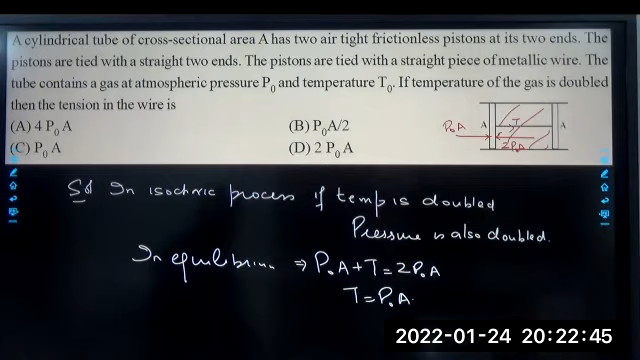 A cylindrical tube of cross-sectional area A has two air tight frictionless pistons at its two ends. The
pistons are tied with a straight two ends. The pistons are tied with a straight piece of metallic wire. The
tube contains a gas at atmospheric pressure P₀ and temperature T₀. If temperature of the gas is doubled
then the tension in the wire is
(A) 4 P₀ A (B) P₀A/2
(C) P₀ A (D) 2 P₀ A
P₀A A T A
2P₀A
Sol In isochoric process if temp is doubled
Pressure is also doubled.
In equilibrium ⇒ P₀A+T=2P₀A
T=P₀A.
2022-01-24 20:22:45